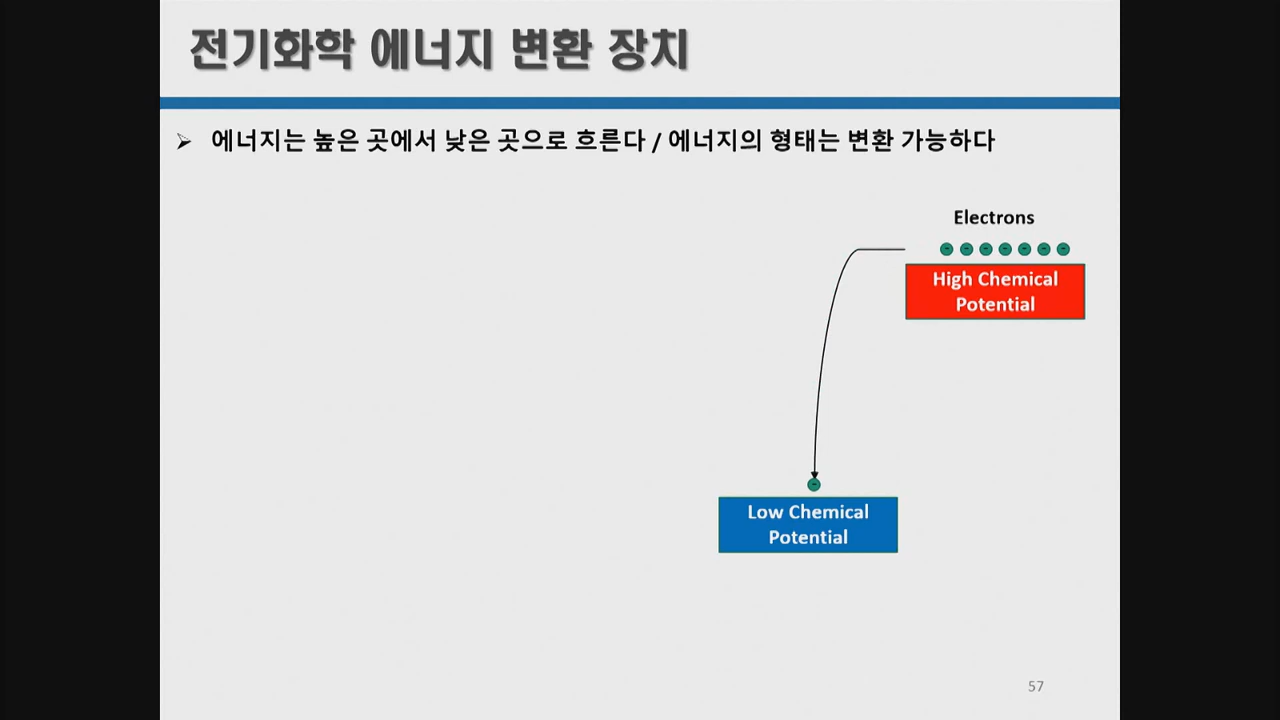 전기화학 에너지 변환 장치
➢ 에너지는 높은 곳에서 낮은 곳으로 흐른다 / 에너지의 형태는 변환 가능하다
Electrons
High Chemical
Potential
Low Chemical
Potential
57